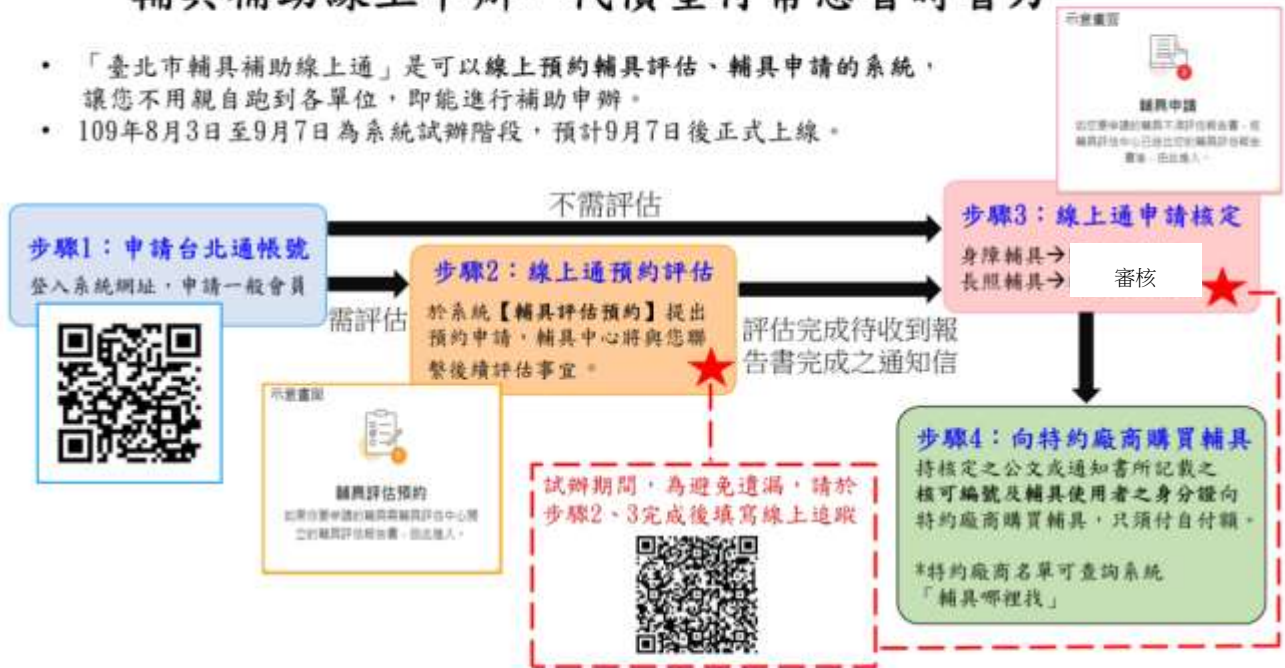 「臺北市輔具補助線上通」是可以線上預約輔具評估、輔具申請的系統，
讓您不用親自跑到各單位，即能進行補助申辦。
109年8月3日至9月7日為系統試辦階段，預計9月7日後正式上線。
示意畫面
輔具申請
不需評估
步驟1：申請台北通帳號
登入系統網址，申請一般會員
需評估
步驟2：線上通預約評估
於系統【輔具評估預約】提出
預約申請，輔具中心將與您聯
繫後續評估事宜。
評估完成待收到報
告書完成之通知信
步驟3：線上通申請核定
身障輔具→
長照輔具→
審核
示意畫面
輔具評估預約
試辦期間，為避免遺漏，請於
步驟2、3完成後填寫線上追蹤
步驟4：向特約廠商購買輔具
持核定之公文或通知書所記載之
核可編號及輔具使用者之身分證向
特約廠商購買輔具，只須付自付額。
*特約廠商名單可查詢系統
「輔具哪裡找」